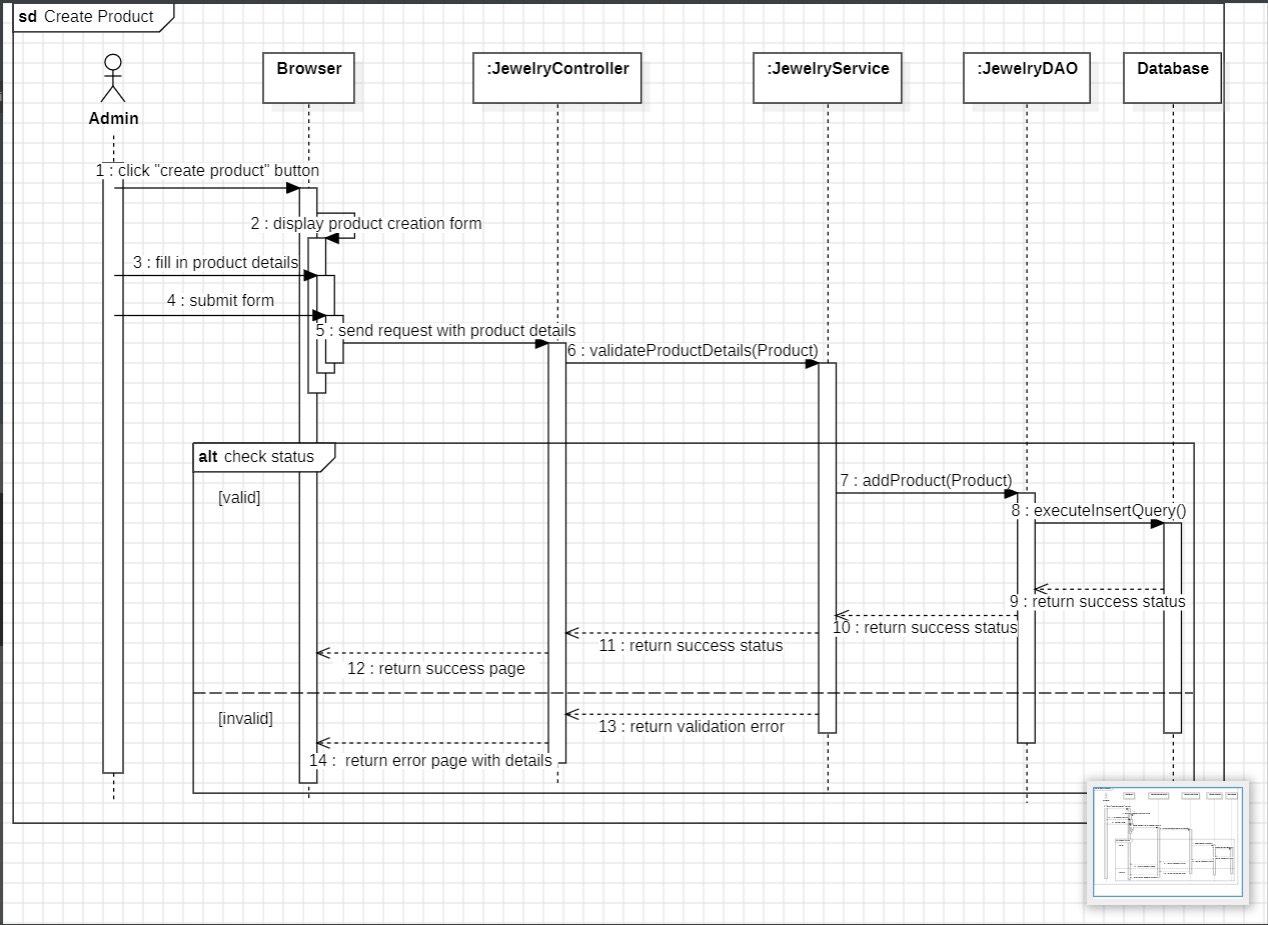 sd Create Product
Browser
:JewelryController
:JewelryService
:JewelryDAO
Database
Admin
1 : click "create product" button
2 : display product creation form
3 : fill in product details
4 : submit form
5 : send request with product details
6 : validateProductDetails(Product)
alt check status
[valid]
7 : addProduct(Product)
8 : executeInsertQuery()
9 : return success status
10 : return success status
11 : return success status
12 : return success page
[invalid]
13 : return validation error
14 : return error page with details